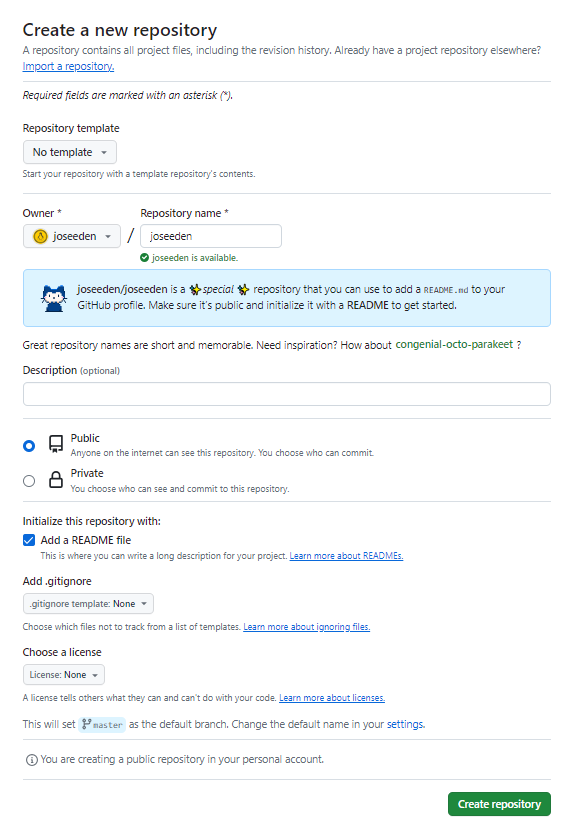 Create a new repository
A repository contains all project files, including the revision history. Already have a project repository elsewhere?
Import a repository.
Required fields are marked with an asterisk (*).
Repository template
No template
Start your repository with a template repository's contents.
Owner * Repository name *
joseeden / joseeden
joseeden is available.
joseeden/joseeden is a ✨special ✨ repository that you can use to add a README.md to your
GitHub profile. Make sure it's public and initialize it with a README to get started.
Great repository names are short and memorable. Need inspiration? How about congenial-octo-parakeet ?
Description (optional)
Public
Anyone on the internet can see this repository. You choose who can commit.
Private
You choose who can see and commit to this repository.
Initialize this repository with:
Add a README file
This is where you can write a long description for your project. Learn more about READMEs.
Add .gitignore
.gitignore template: None
Choose which files not to track from a list of templates. Learn more about ignoring files.
Choose a license
License: None
A license tells others what they can and can't do with your code. Learn more about licenses.
This will set master as the default branch. Change the default name in your settings.
You are creating a public repository in your personal account.
Create repository